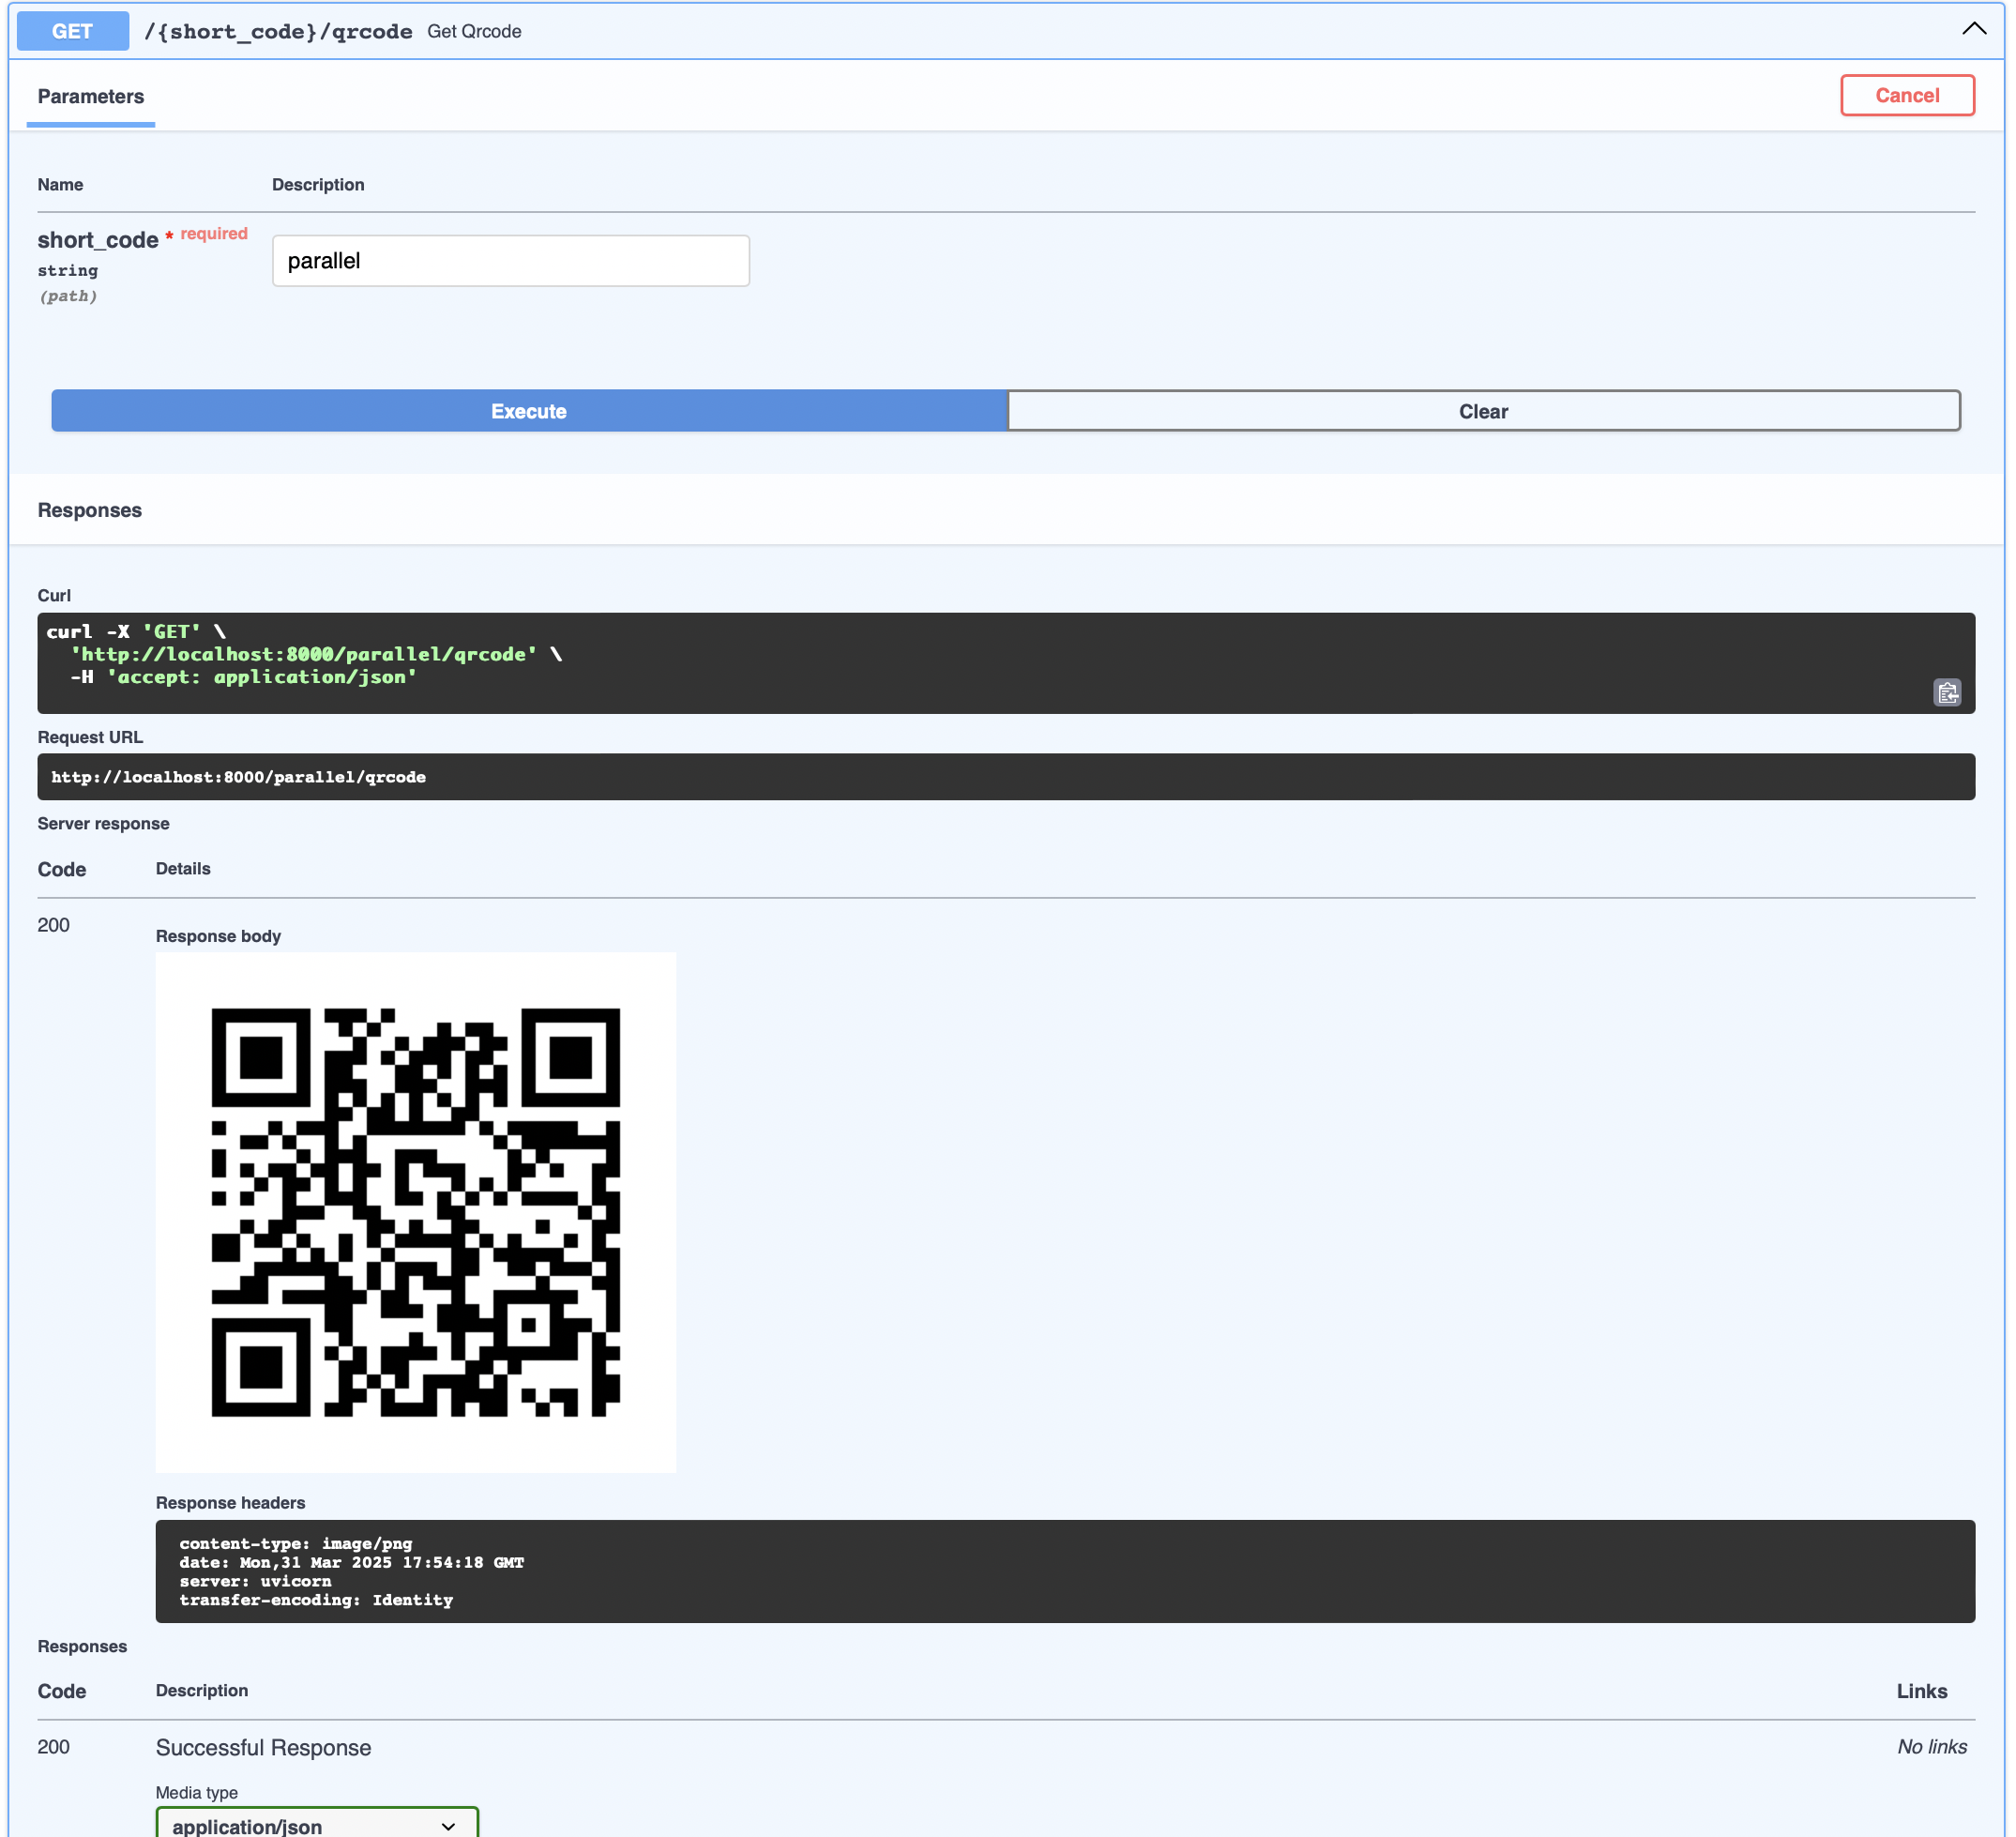 GET /{short_code}/qrcode Get Qrcode
Parameters
Cancel
Name Description
short_code * required
string
(path)
parallel
Execute Clear
Responses
Curl
curl -X 'GET' \
'http://localhost:8000/parallel/qrcode' \
-H 'accept: application/json'
Request URL
http://localhost:8000/parallel/qrcode
Server response
Code Details
200
Response body
Response headers
content-type: image/png
date: Mon,31 Mar 2025 17:54:18 GMT
server: uvicorn
transfer-encoding: Identity
Responses
Code Description Links
200 Successful Response No links
Media type
application/json